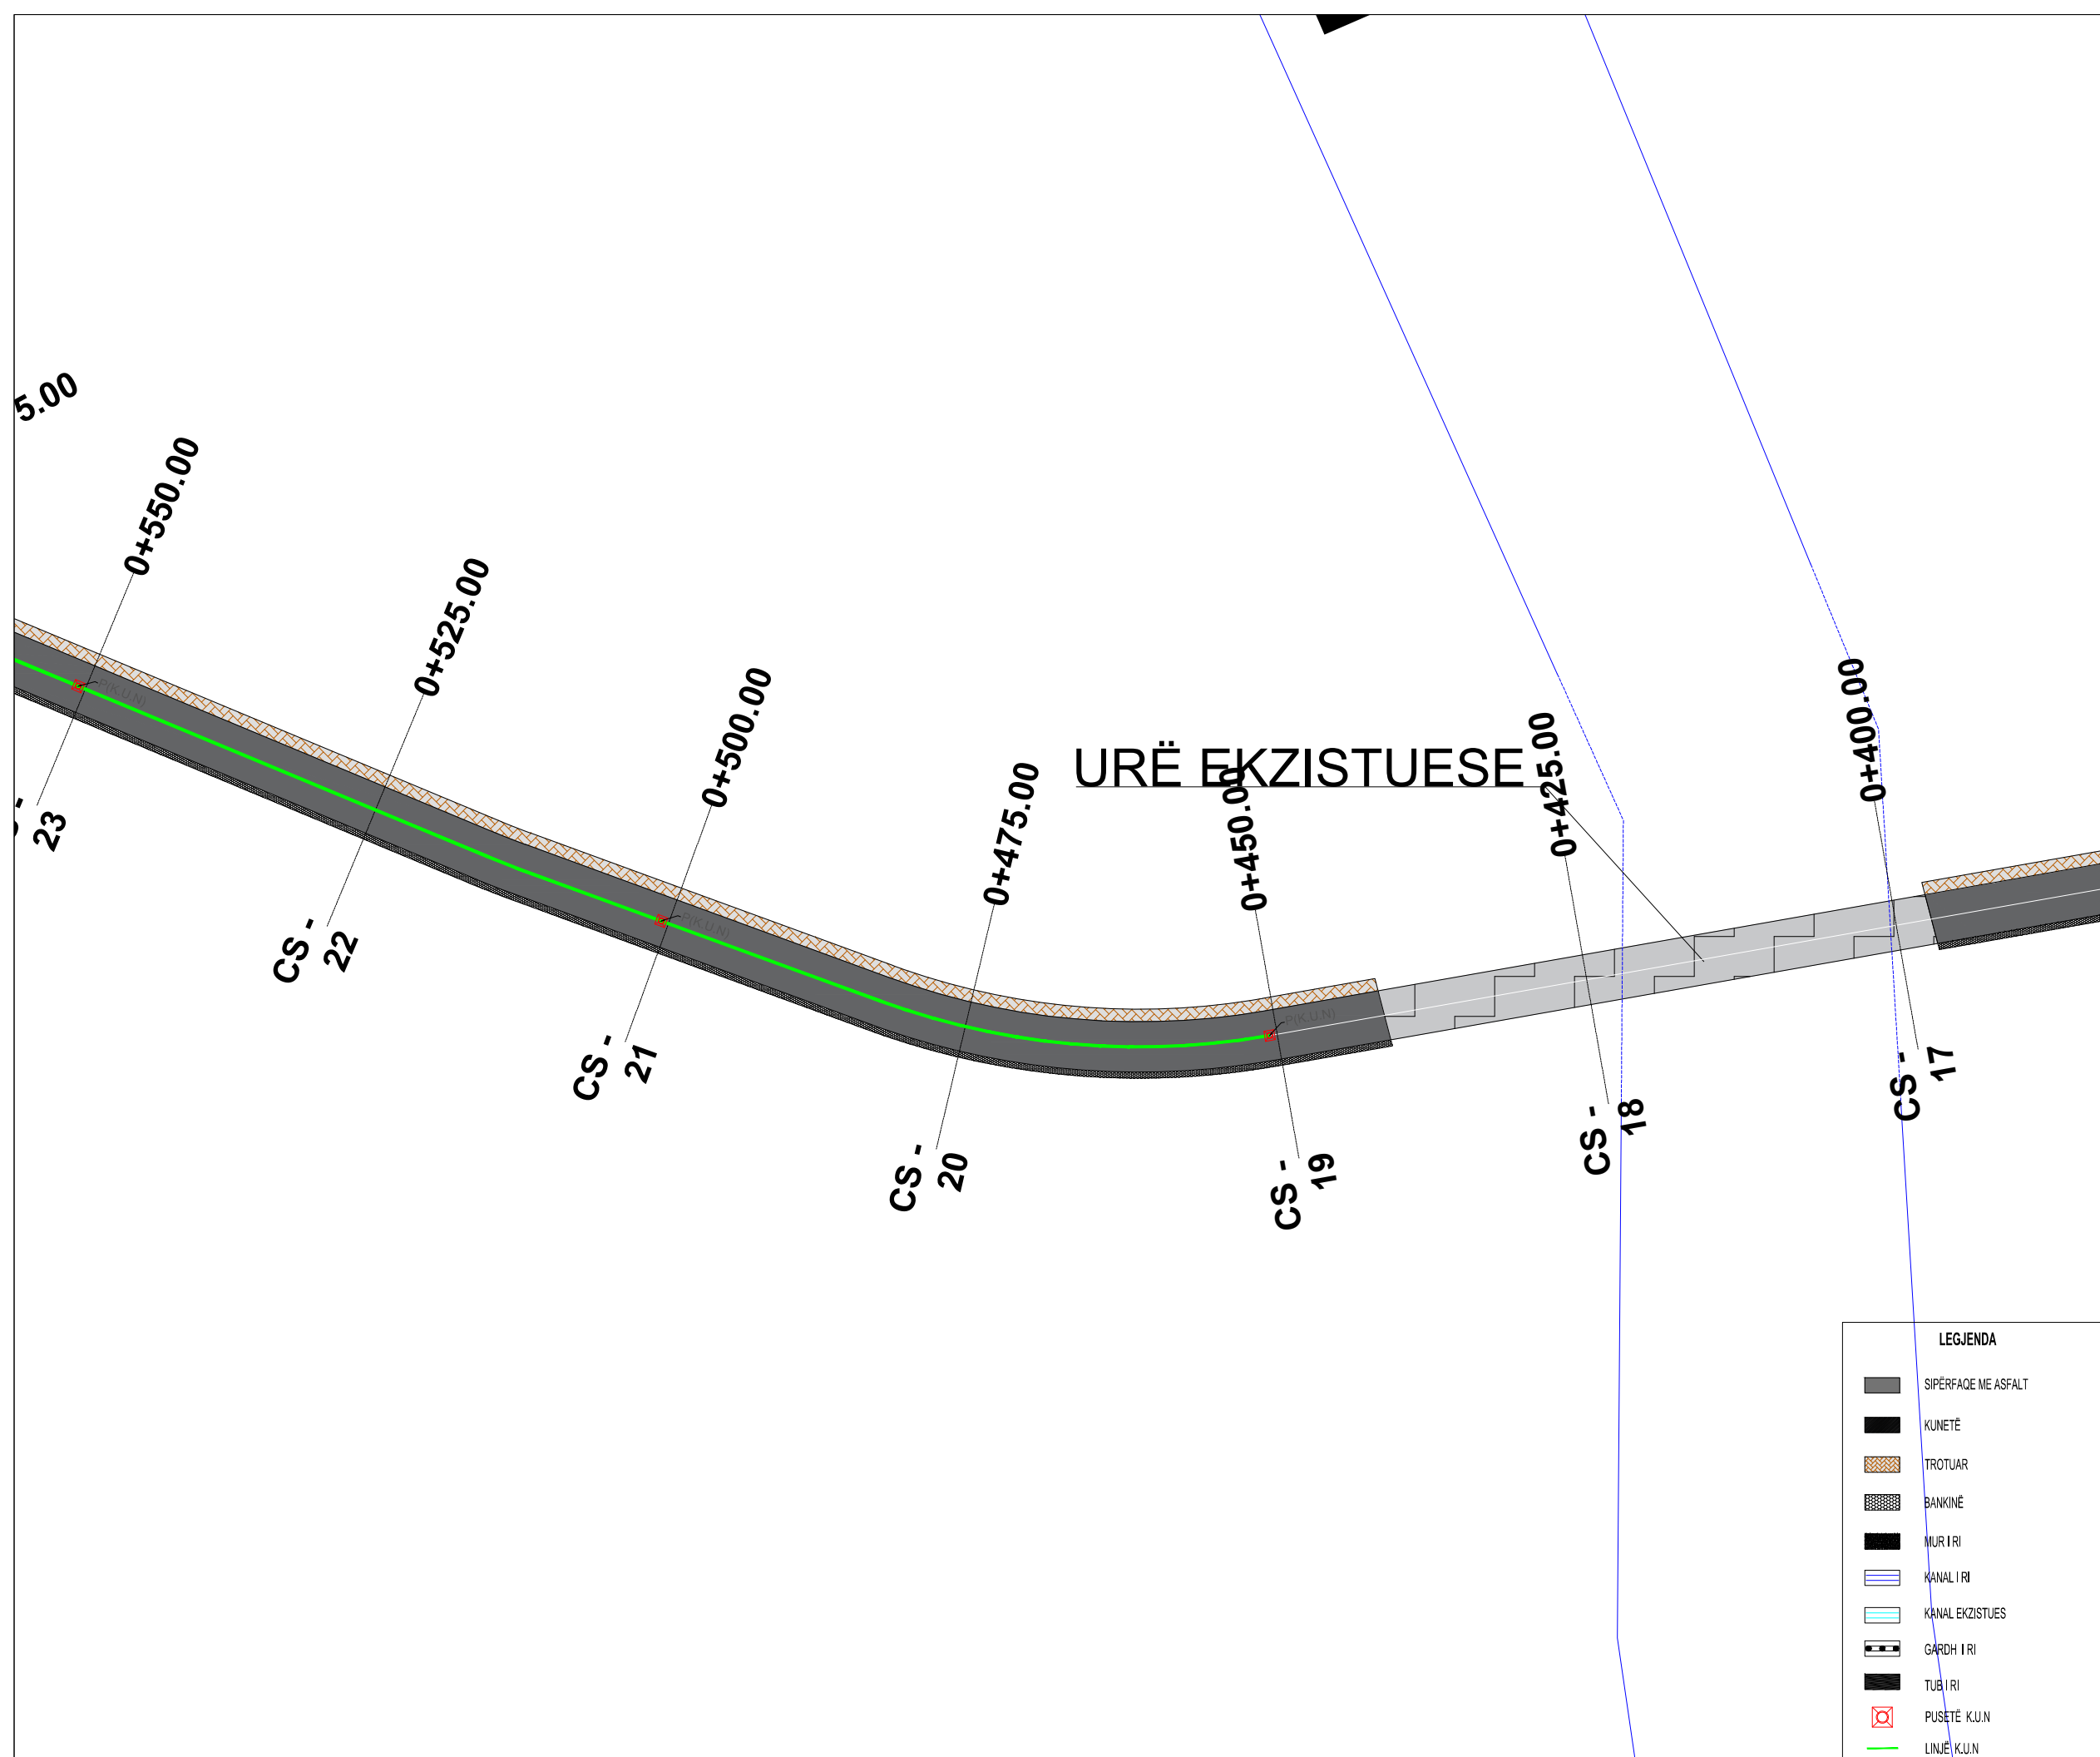 5.00
0+550.00
0+525.00
0+500.00
0+475.00
0+450.00
0+425.00
0+400.00
URË EKZISTUESE
P(K.U.N)
P(K.U.N)
P(K.U.N)
23
CS -
22
CS -
21
CS -
20
CS -
19
CS -
18
CS -
17
LEGJENDA
SIPËRFAQE ME ASFALT
KUNETË
TROTUAR
BANKINË
MUR I RI
KANAL I RI
KANAL EKZISTUES
GARDH I RI
TUB I RI
PUSETË K.U.N
LINJË K.U.N